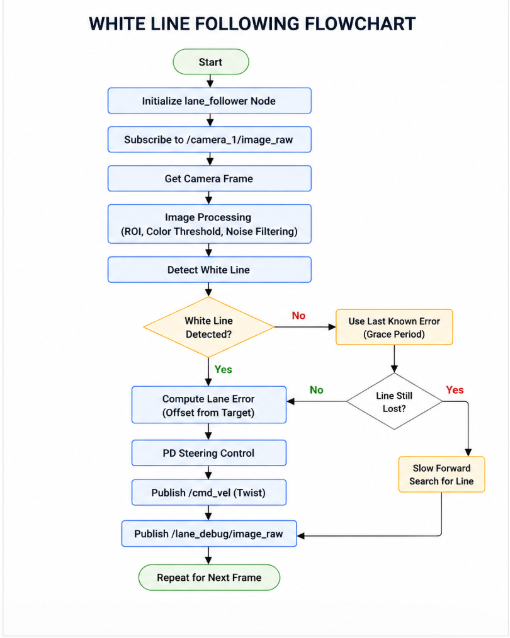 WHITE LINE FOLLOWING FLOWCHART
Start
Initialize lane_follower Node
Subscribe to /camera_1/image_raw
Get Camera Frame
Image Processing
(ROI, Color Threshold, Noise Filtering)
Detect White Line
White Line
Detected?
No
Use Last Known Error
(Grace Period)
Yes
Line Still
Lost?
No
Yes
Compute Lane Error
(Offset from Target)
PD Steering Control
Slow Forward
Search for Line
Publish /cmd_vel (Twist)
Publish /lane_debug/image_raw
Repeat for Next Frame